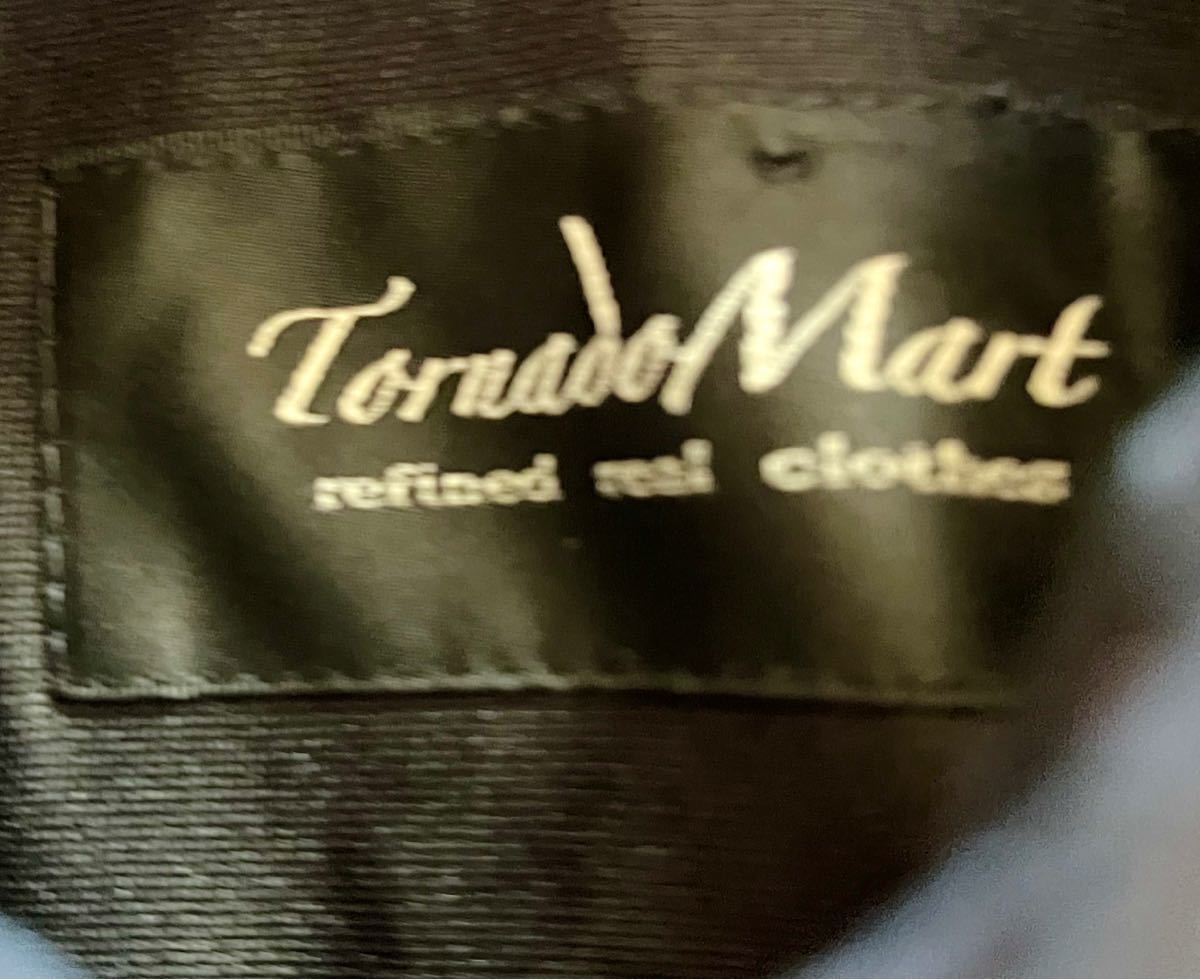 TornadoMart
refined real clothes